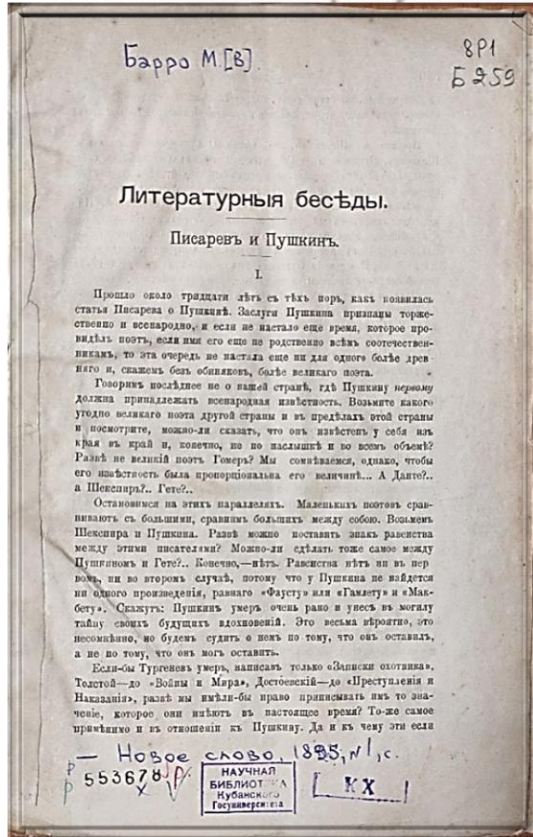 Барро М.[В]
8Р1
Б 259
Литературныя бесѣды.
Писаревъ и Пушкинъ.
I.
Прошло около тридцати лѣтъ съ тѣхъ поръ, какъ появилась
статья Писарева о Пушкинѣ. Заслуги Пушкина признаны торже-
ственно и всенародно, и если не настало еще время, которое про-
видѣлъ поэтъ, если имя его еще не родственно всѣмъ соотечествен-
никамъ, то эта очередь не настала еще ни для одного болѣе древ-
няго и, скажемъ безъ обиняковъ, болѣе великаго поэта.
Говоримъ послѣднее не о нашей странѣ, гдѣ Пушкину первому
должна принадлежать всенародная извѣстность. Возьмите какого
угодно великаго поэта другой страны и въ предѣлахъ этой страны
и посмотрите, можно-ли сказать, что онъ извѣстенъ у себя изъ
края въ край и, конечно, не по наслышкѣ и во всемъ объемѣ?
Развѣ не великій поэтъ Гомеръ? Мы сомнѣваемся, однако, чтобы
его извѣстность была пропорціональна его величинѣ... А Данте?..
а Шекспиръ?.. Гете?..
Остановимся на этихъ параллеляхъ. Маленькихъ поэтовъ срав-
ниваютъ съ большими, сравнимъ большихъ между собою. Возьмемъ
Шекспира и Пушкина. Развѣ можно поставить знакъ равенства
между этими писателями? Можно-ли сдѣлать тоже самое между
Пушкиномъ и Гете?.. Конечно,—нѣтъ. Равенства нѣтъ ни въ пер
вомъ, ни во второмъ случаѣ, потому что у Пушкина не найдется
ни одного произведенія, равнаго «Фаусту» или «Гамлету» и «Мак-
бету». Скажутъ: Пушкинъ умеръ очень рано и унесъ въ могилу
тайну своихъ будущихъ вдохновеній. Это весьма вѣроятно, это
несомнѣнно, но будемъ судить о немъ по тому, что онъ оставилъ,
а не по тому, что онъ могъ оставить.
Если-бы Тургеневъ умеръ, написавъ только «Записки охотника»,
Толстой—до «Войны и Мира», Достоевскій—до «Преступленія и
Наказанія», развѣ мы имѣли-бы право приписывать имъ то зна-
ченіе, которое они имѣютъ въ настоящее время? То-же самое
примѣнимо и въ отношеніи къ Пушкину. Да и къ чему эти если
— Новое слово, 1895, №1, с.
553678
НАУЧНАЯ
БИБЛИОТЕКА
Кубанского
Госуниверситета
КХ